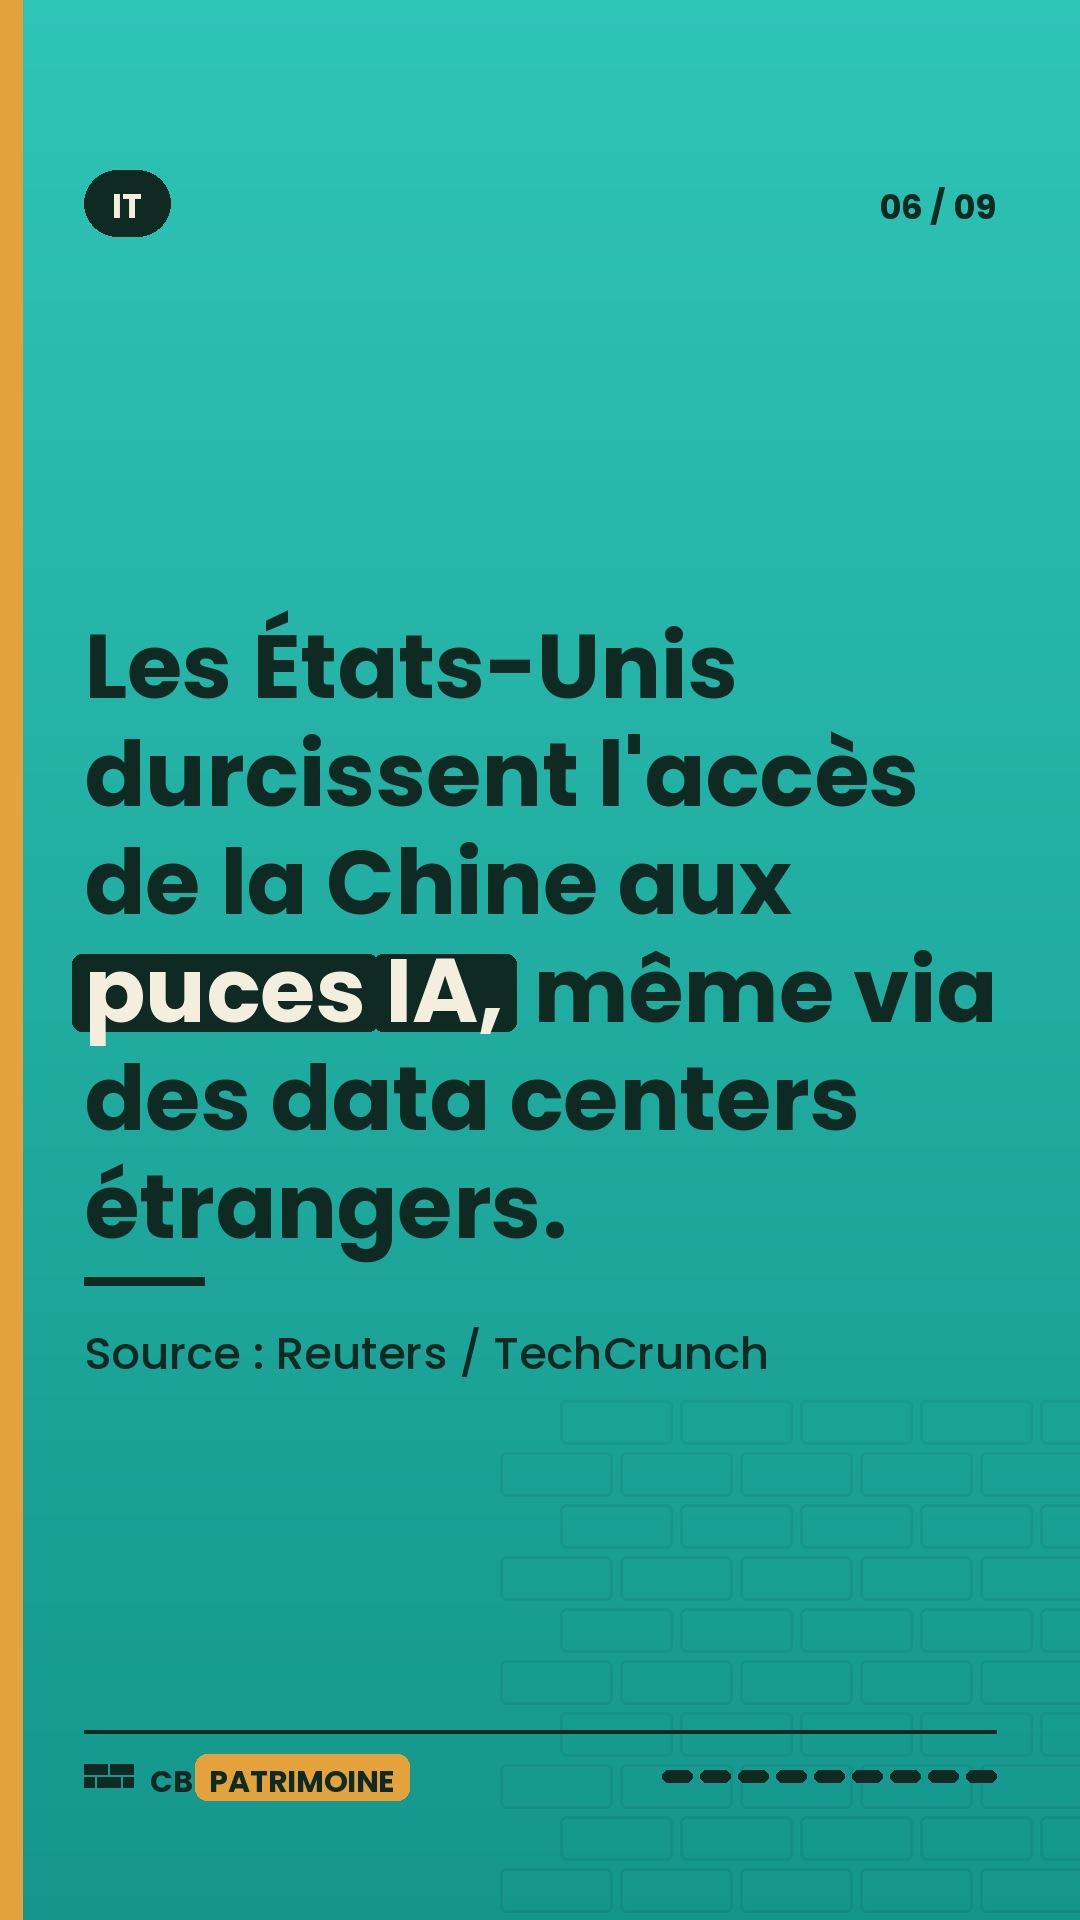 IT
06 / 09
Les États-Unis
durcissent l'accès
de la Chine aux
puces IA, même via
des data centers
étrangers.
Source : Reuters / TechCrunch
CB PATRIMOINE